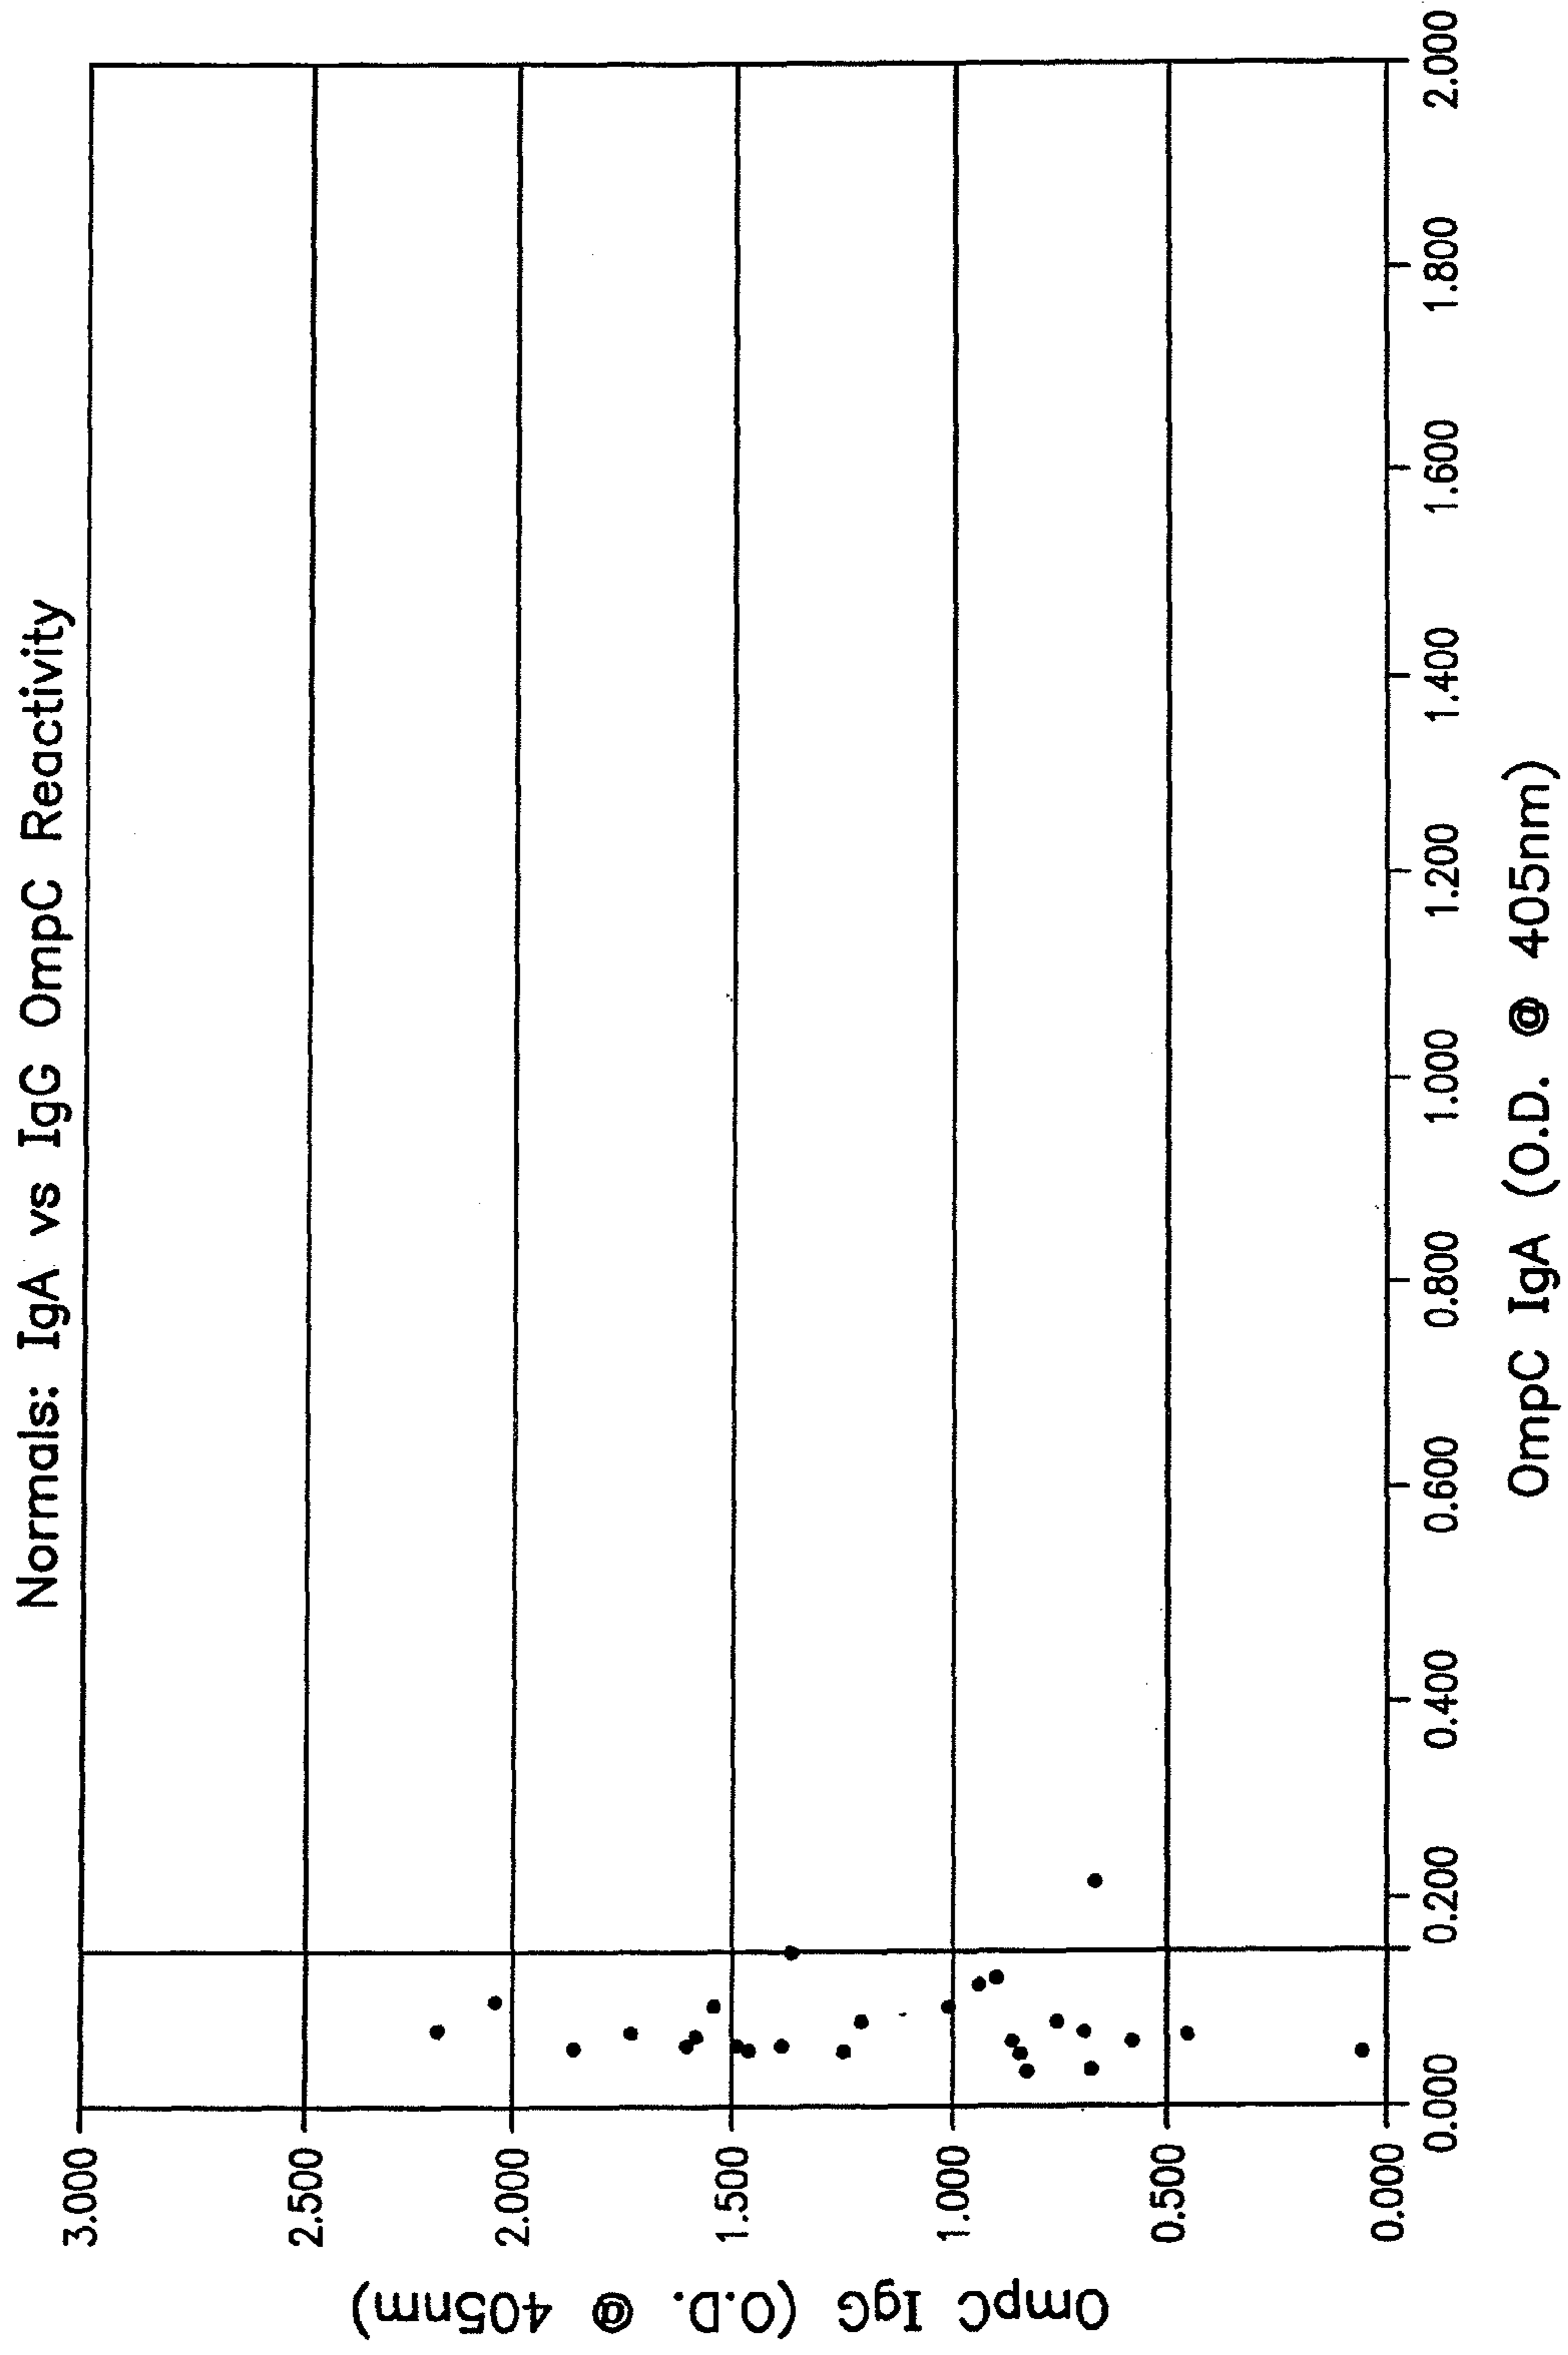 Normals: IgA vs IgG OmpC Reactivity
OmpC IgG (O.D. @ 405nm)
3.000
2.500
2.000
1.500
1.000
0.500
0.000
0.000 0.200 0.400 0.600 0.800 1.000 1.200 1.400 1.600 1.800 2.000
OmpC IgA (O.D. @ 405nm)